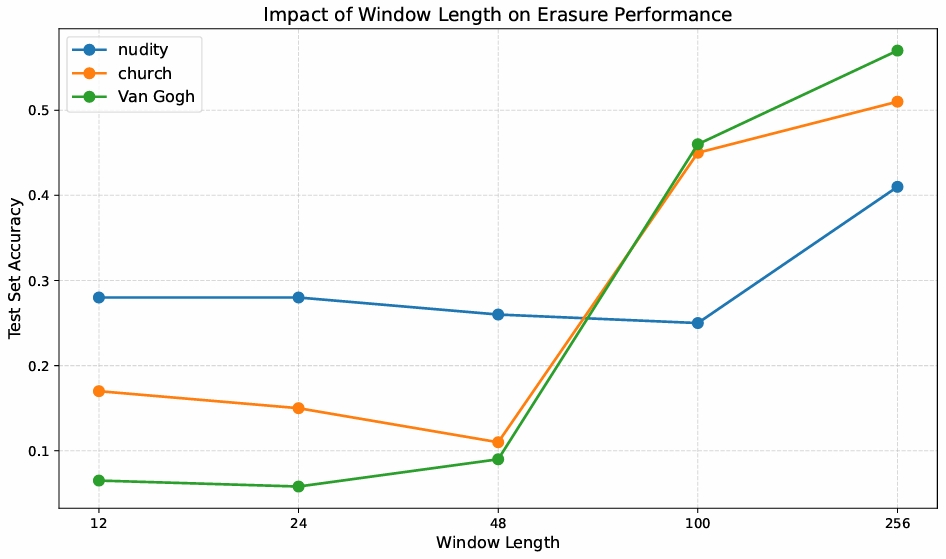 Impact of Window Length on Erasure Performance
nudity
church
Van Gogh
Test Set Accuracy
0.5
0.4
0.3
0.2
0.1
12 24 48 100 256
Window Length